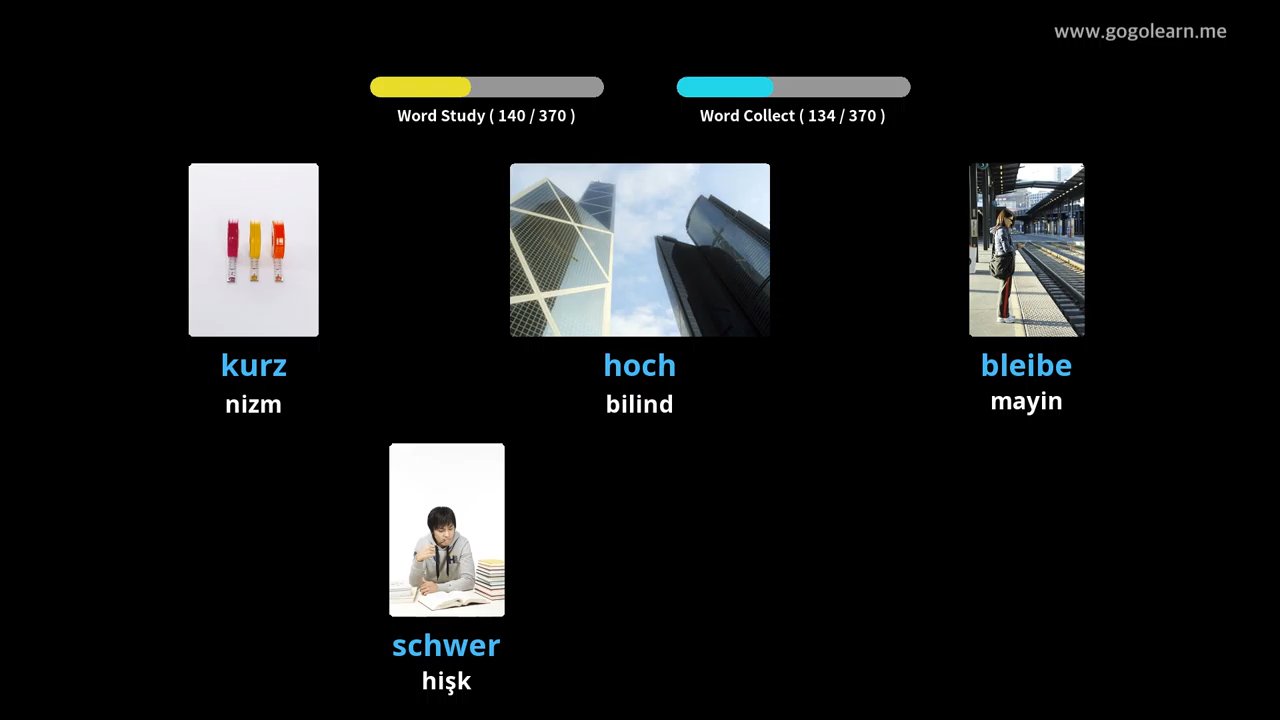 www.gogolearn.me
Word Study ( 140 / 370 )
Word Collect ( 134 / 370 )
kurz
nizm
hoch
bilind
bleibe
mayin
schwer
hişk